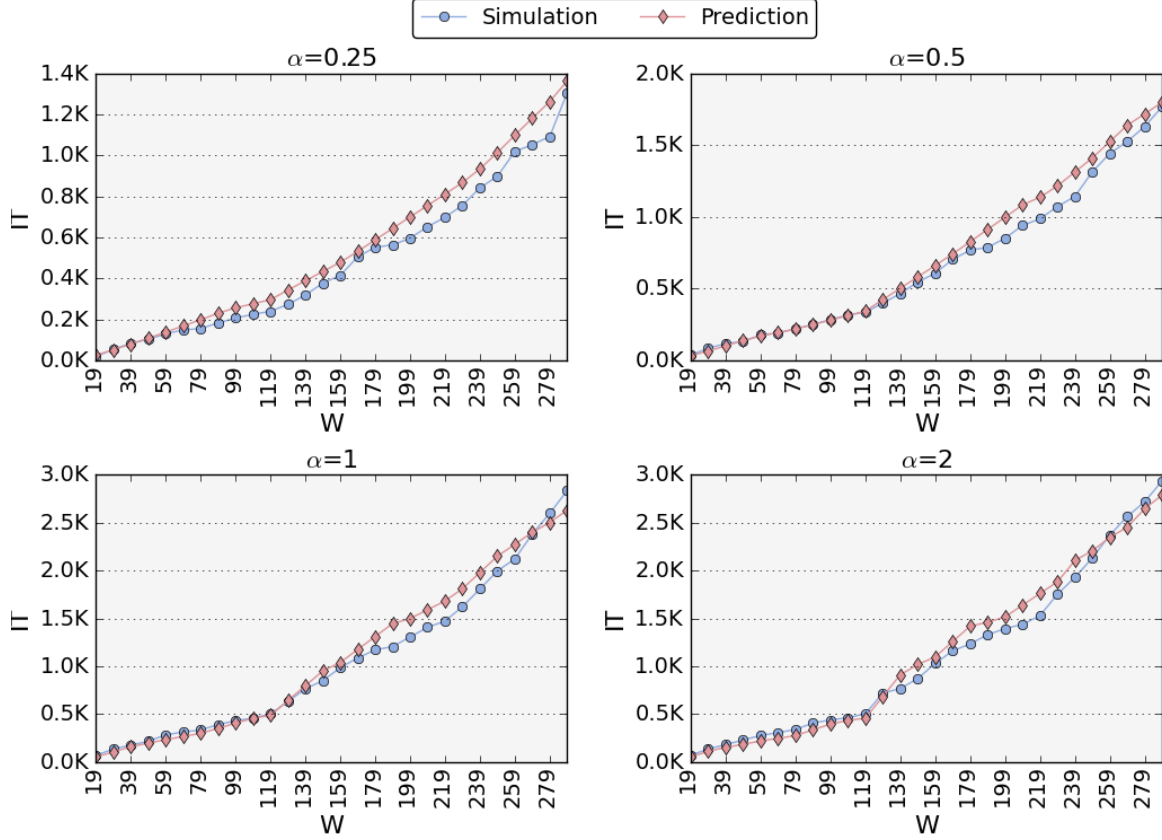 Simulation Prediction
α=0.25
1.4K
1.2K
1.0K
0.8K
0.6K
0.4K
0.2K
0.0K
IT
19 39 59 79 99 119 139 159 179 199 219 239 259 279
W
α=0.5
2.0K
1.5K
1.0K
0.5K
0.0K
IT
19 39 59 79 99 119 139 159 179 199 219 239 259 279
W
α=1
3.0K
2.5K
2.0K
1.5K
1.0K
0.5K
0.0K
IT
19 39 59 79 99 119 139 159 179 199 219 239 259 279
W
α=2
3.0K
2.5K
2.0K
1.5K
1.0K
0.5K
0.0K
IT
19 39 59 79 99 119 139 159 179 199 219 239 259 279
W